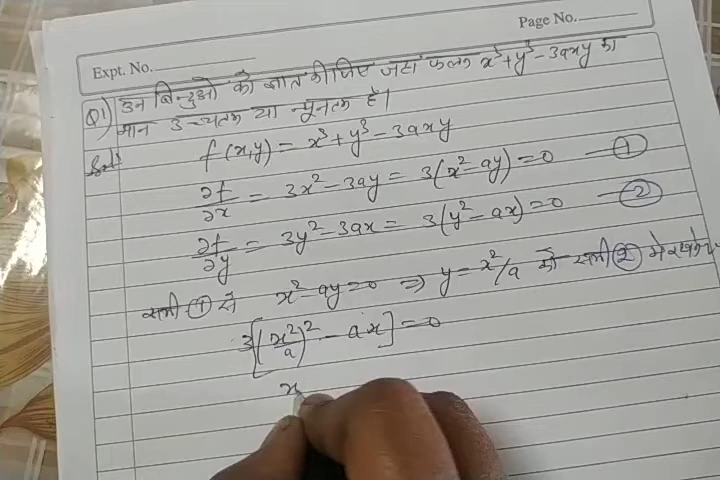 Page No.
Expt. No.
Q1) उन बिन्दुओ को ज्ञात कीजिए जहां फलन x³+y³-3axy का
मान उच्चतम या न्यूनतम है।
Sol:
f(x,y) = x³+y³-3axy
∂f/∂x = 3x²-3ay = 3(x²-ay) = 0 — ①
∂f/∂y = 3y²-3ax = 3(y²-ax) = 0 — ②
समी ① से x²-ay=0 ⇒ y = x²/a को समी ② में रखने पर
3[(x²/a)² - ax] = 0
x